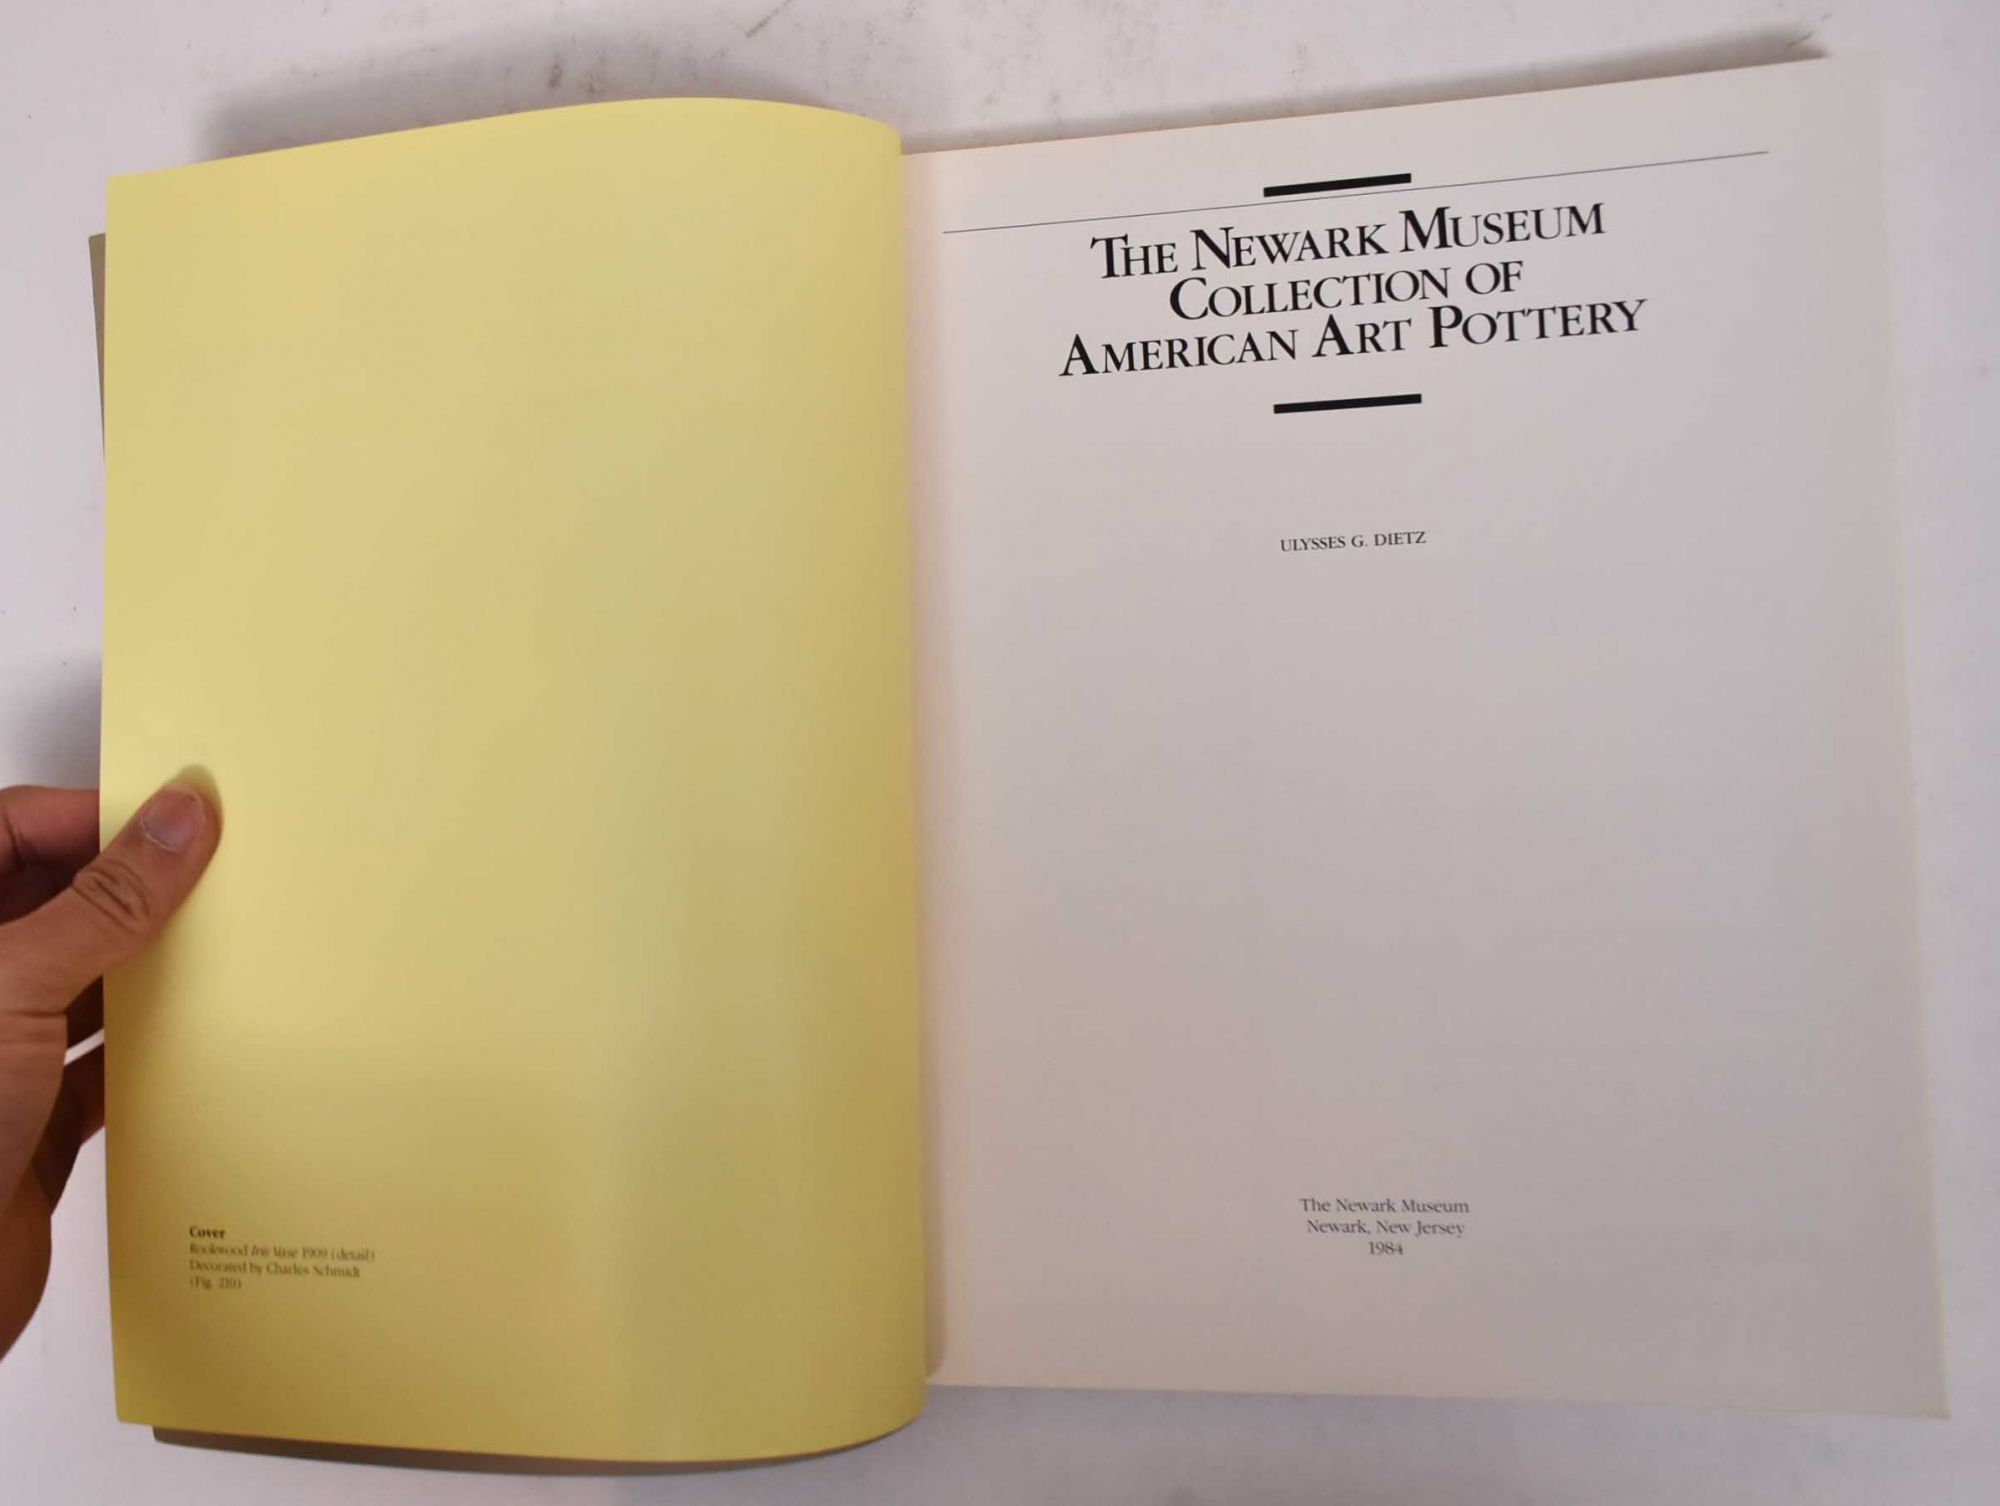 Cover
Rookwood Iris Vase 1909 (detail)
Decorated by Charles Schmidt
(Fig. 210)
THE NEWARK MUSEUM
COLLECTION OF
AMERICAN ART POTTERY
ULYSSES G. DIETZ
The Newark Museum
Newark, New Jersey
1984